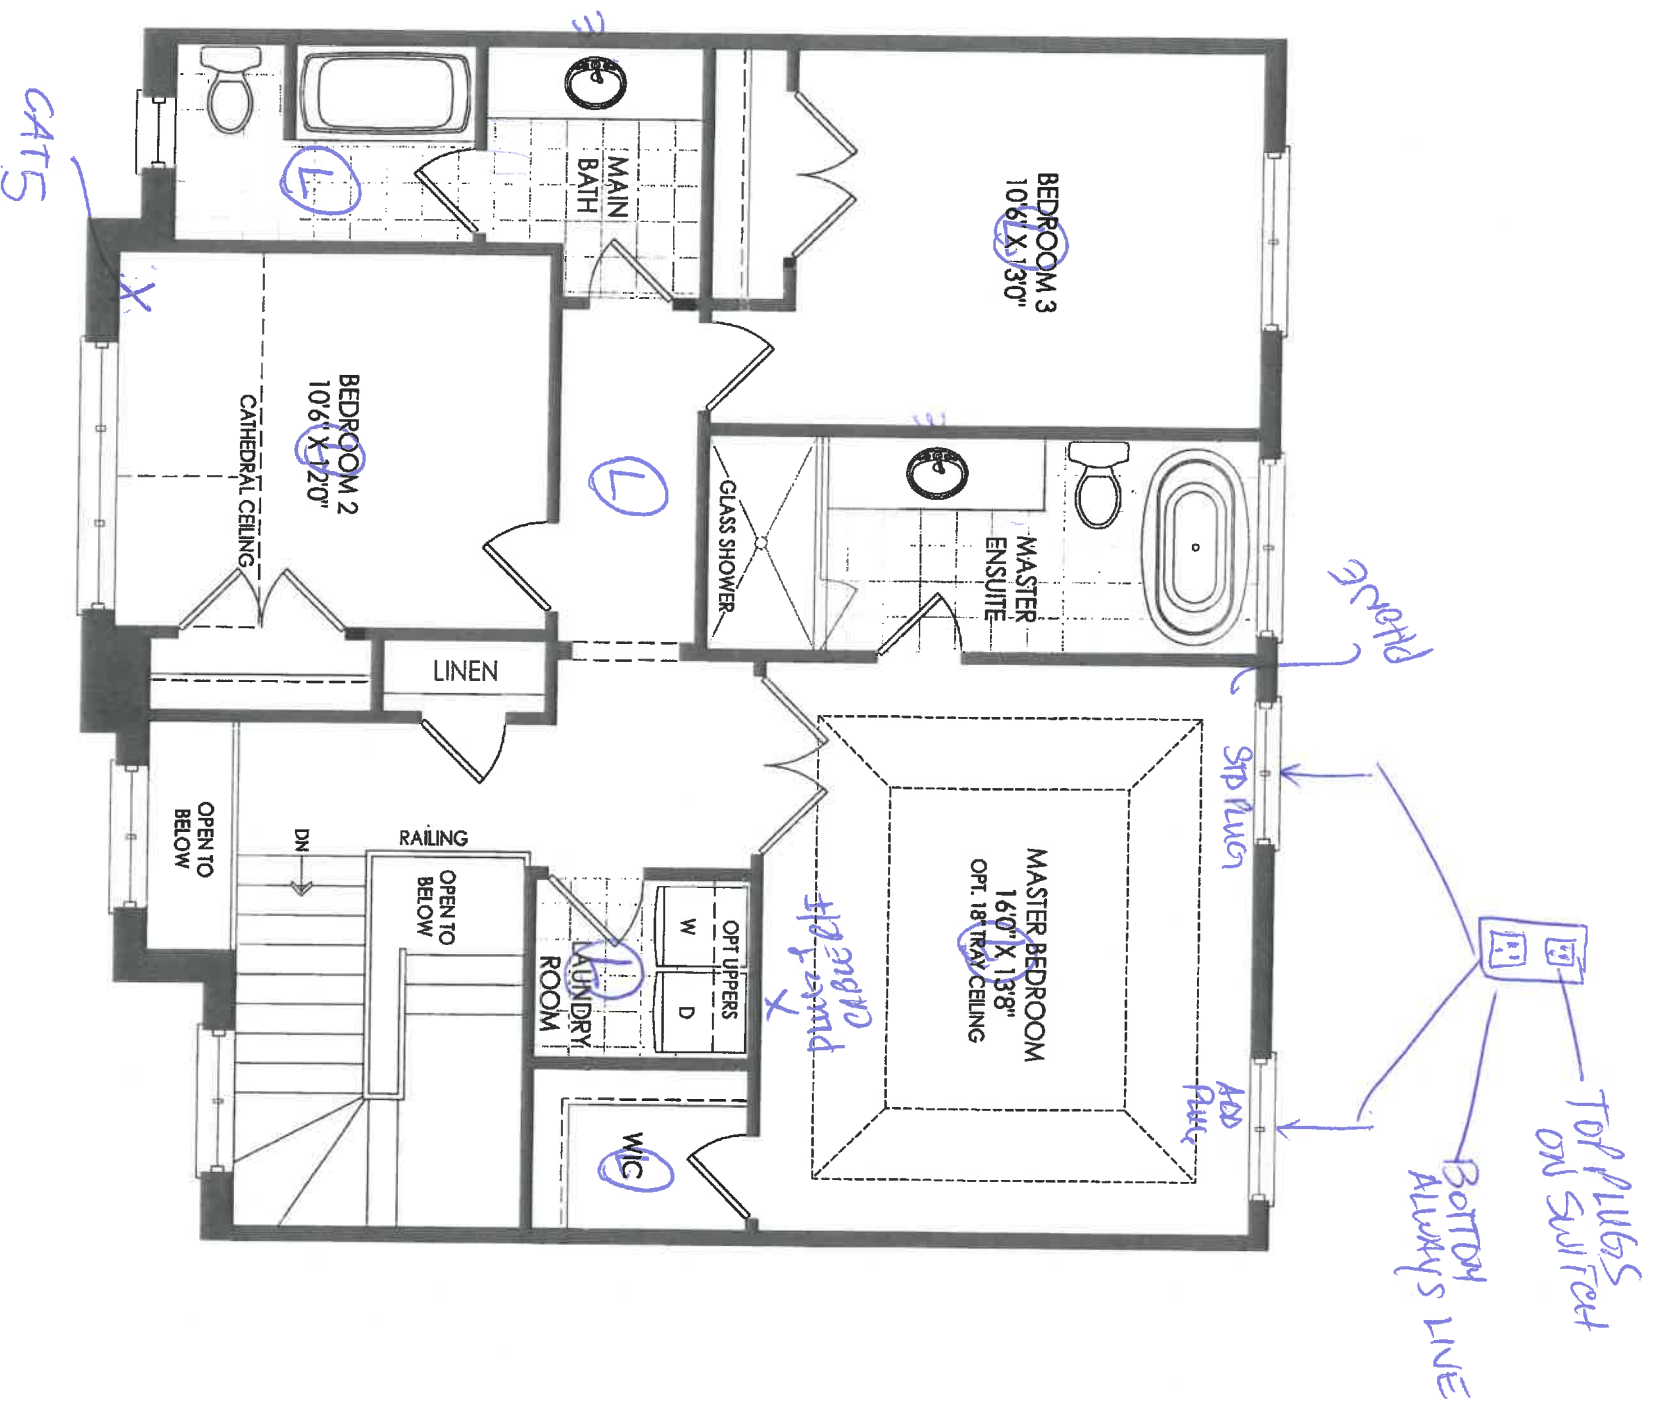 CAT5
MAIN
BATH
L
BEDROOM 3
10'6" X 13'0"
L
BEDROOM 2
10'6" X 12'0"
L
CATHEDRAL CEILING
L
GLASS SHOWER
MASTER
ENSUITE
PHONE
LINEN
STD PLUG
OPEN TO
BELOW
DN
RAILING
OPEN TO
BELOW
OPT UPPERS
W
D
LAUNDRY
ROOM
L
MASTER BEDROOM
16'0" X 13'8"
OPT. 18" TRAY CEILING
L
X
X
ADD
PLUG
WIC
L
TOP PLUGS
ON SWITCH
BOTTOM
ALWAYS LIVE